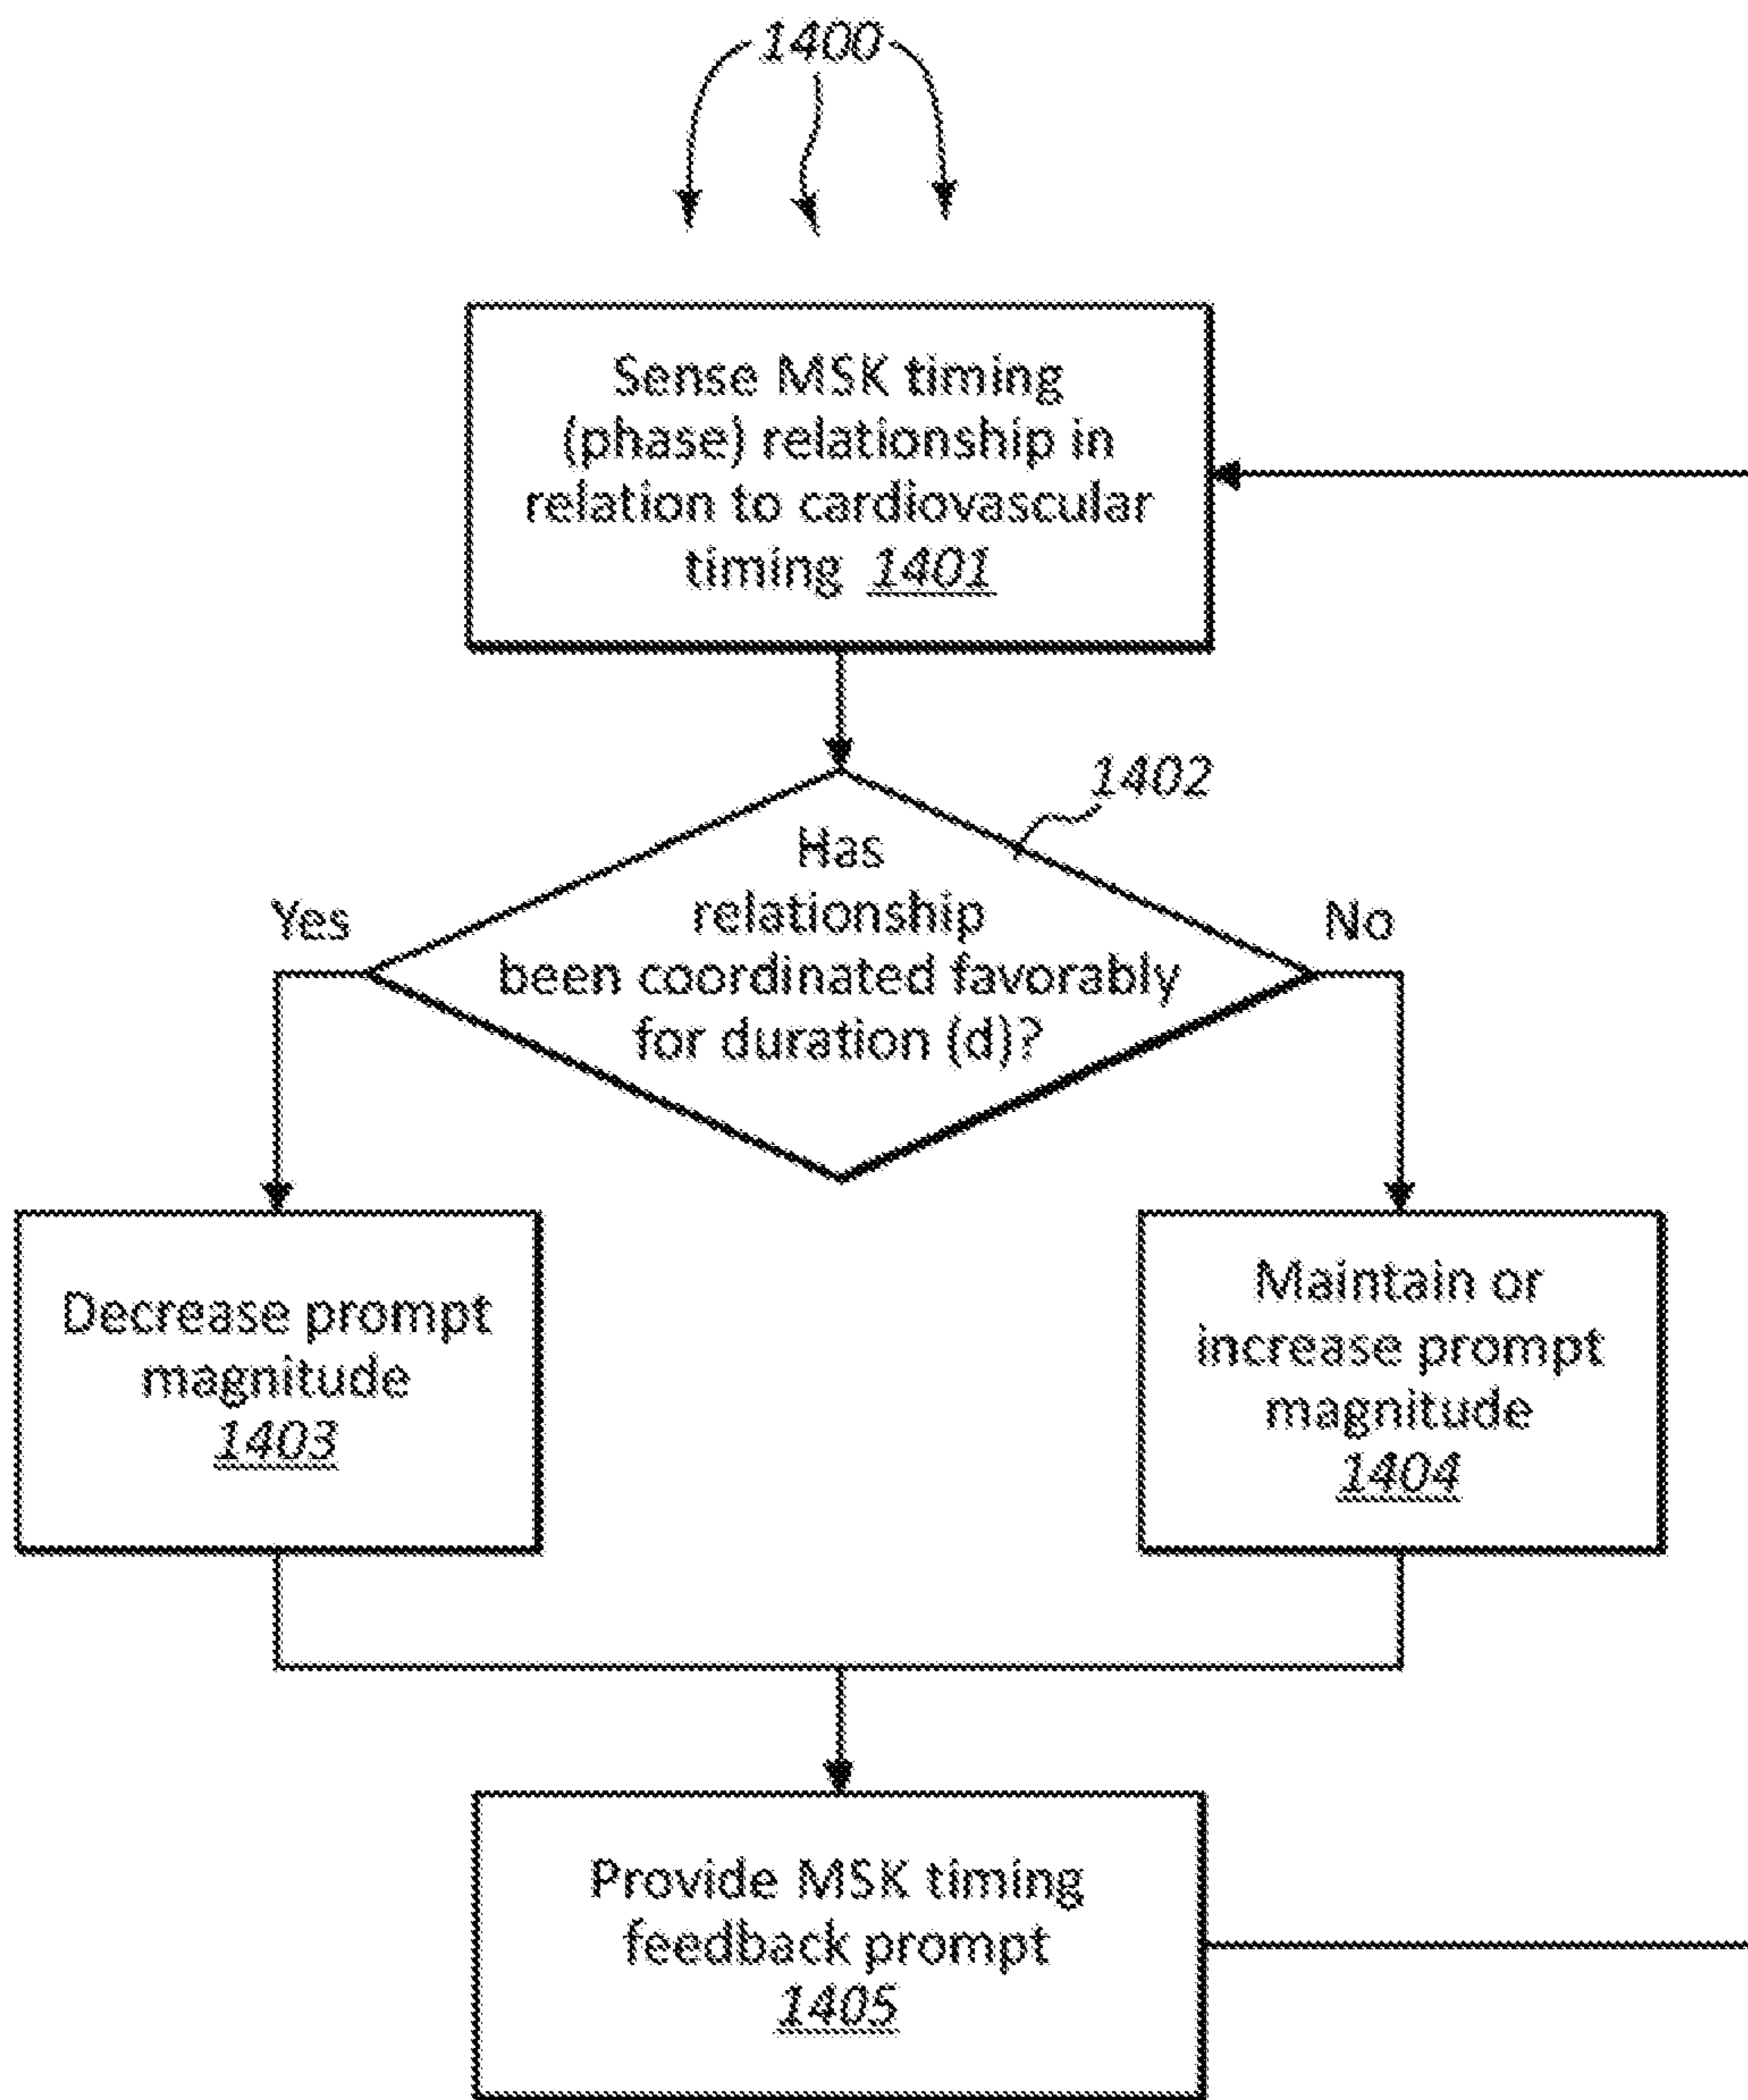 1400
Sense MSK timing
(phase) relationship in
relation to cardiovascular
timing 1401
1402
Has
relationship
been coordinated favorably
for duration (d)?
Yes
No
Decrease prompt
magnitude
1403
Maintain or
increase prompt
magnitude
1404
Provide MSK timing
feedback prompt
1405